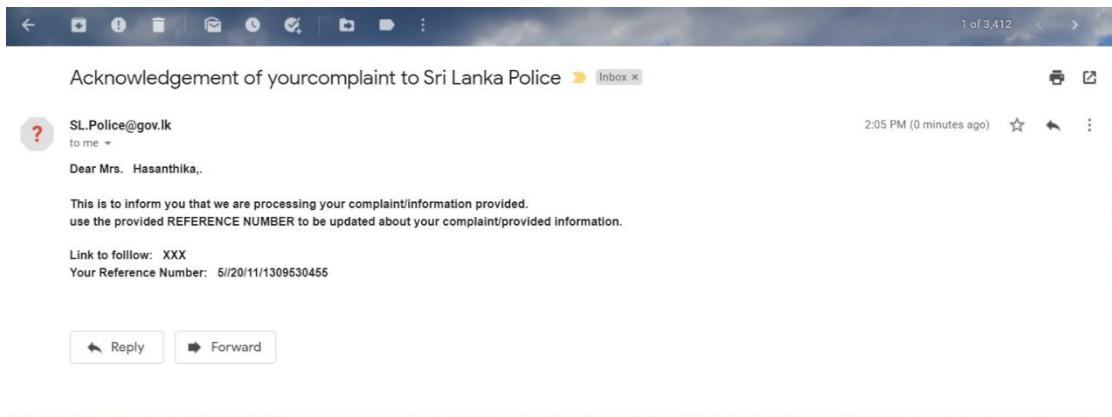 1 of 3,412
Acknowledgement of yourcomplaint to Sri Lanka Police Inbox ×
SL.Police@gov.lk 2:05 PM (0 minutes ago)
to me
Dear Mrs. Hasanthika,.
This is to inform you that we are processing your complaint/information provided.
use the provided REFERENCE NUMBER to be updated about your complaint/provided information.
Link to folllow: XXX
Your Reference Number: 5//20/11/1309530455
Reply Forward